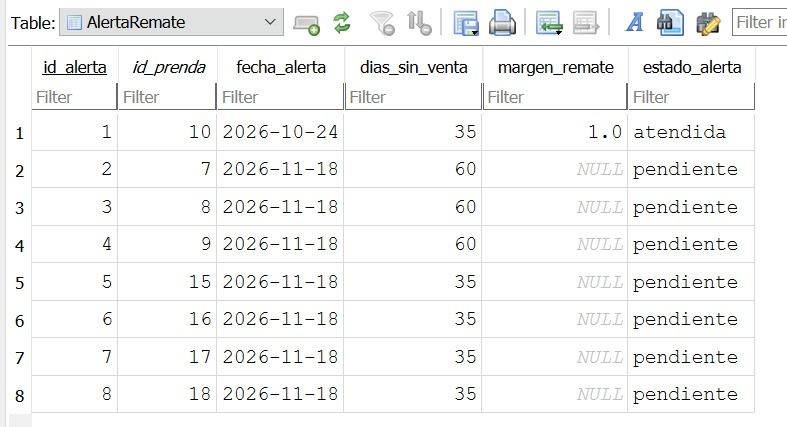 Table: AlertaRemate Filter in
id_alerta id_prenda fecha_alerta dias_sin_venta margen_remate estado_alerta
Filter Filter Filter Filter Filter Filter
1 1 10 2026-10-24 35 1.0 atendida
2 2 7 2026-11-18 60 NULL pendiente
3 3 8 2026-11-18 60 NULL pendiente
4 4 9 2026-11-18 60 NULL pendiente
5 5 15 2026-11-18 35 NULL pendiente
6 6 16 2026-11-18 35 NULL pendiente
7 7 17 2026-11-18 35 NULL pendiente
8 8 18 2026-11-18 35 NULL pendiente